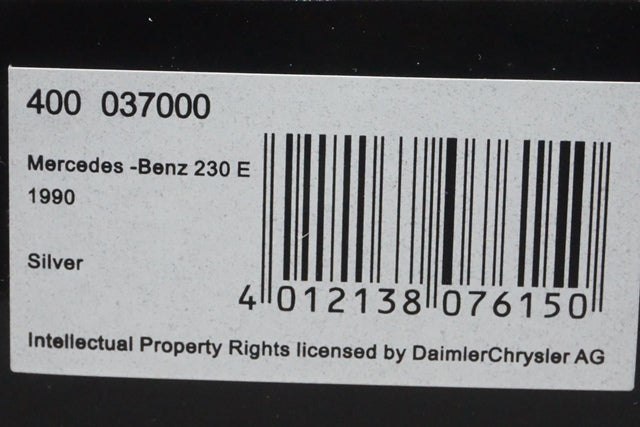 400 037000
Mercedes -Benz 230 E
1990
Silver
4 012138 076150
Intellectual Property Rights licensed by DaimlerChrysler AG